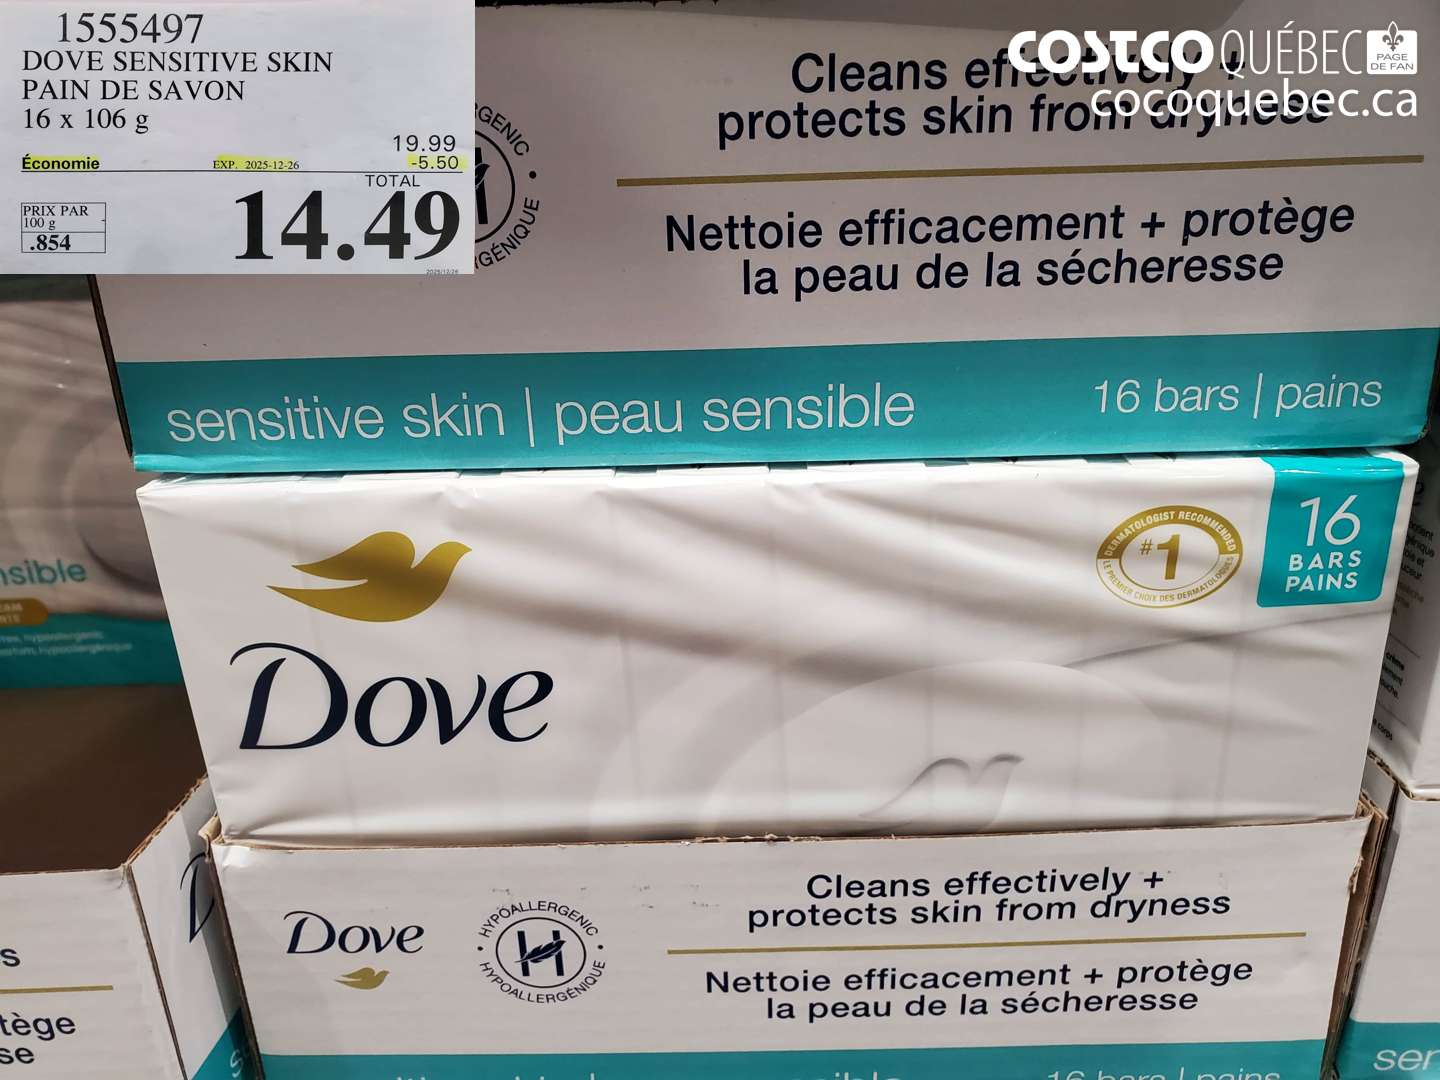 1555497
DOVE SENSITIVE SKIN
PAIN DE SAVON
16 x 106 g
19.99
Économie EXP. 2025-12-26 -5.50
TOTAL
14.49
PRIX PAR
100 g
.854
2025/12/26
COSTCO QUÉBEC PAGE DE FAN
cocoquebec.ca
Cleans effectively +
protects skin from dryness
Nettoie efficacement + protège
la peau de la sécheresse
sensitive skin | peau sensible
16 bars | pains
DERMATOLOGIST RECOMMENDED
#1
LE PREMIER CHOIX DES DERMATOLOGUES
16
BARS
PAINS
Dove
Dove
HYPOALLERGENIC
H
HYPOALLERGÉNIQUE
Cleans effectively +
protects skin from dryness
Nettoie efficacement + protège
la peau de la sécheresse